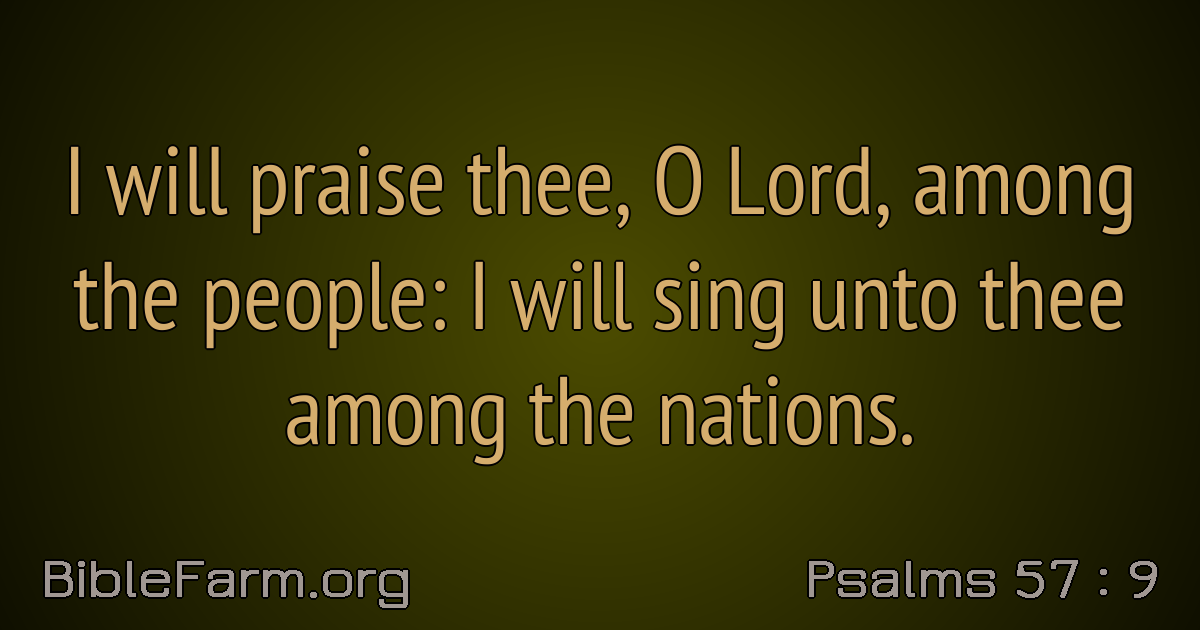 I will praise thee, O Lord, among
the people: I will sing unto thee
among the nations.
BibleFarm.org
Psalms 57 : 9